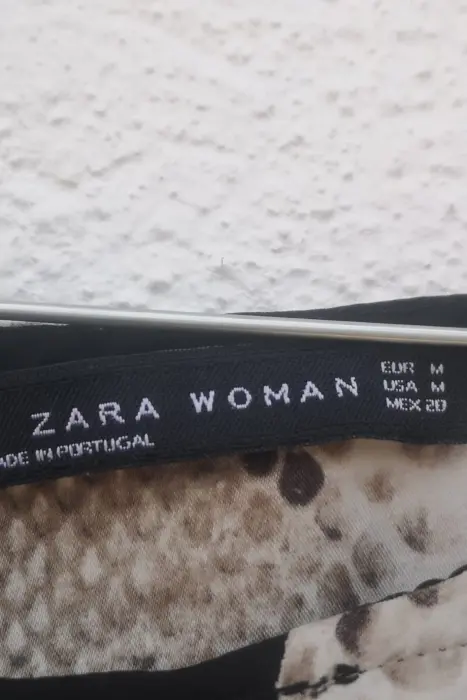 ZARA WOMAN
ADE IN PORTUGAL
EUR M
USA M
MEX 28